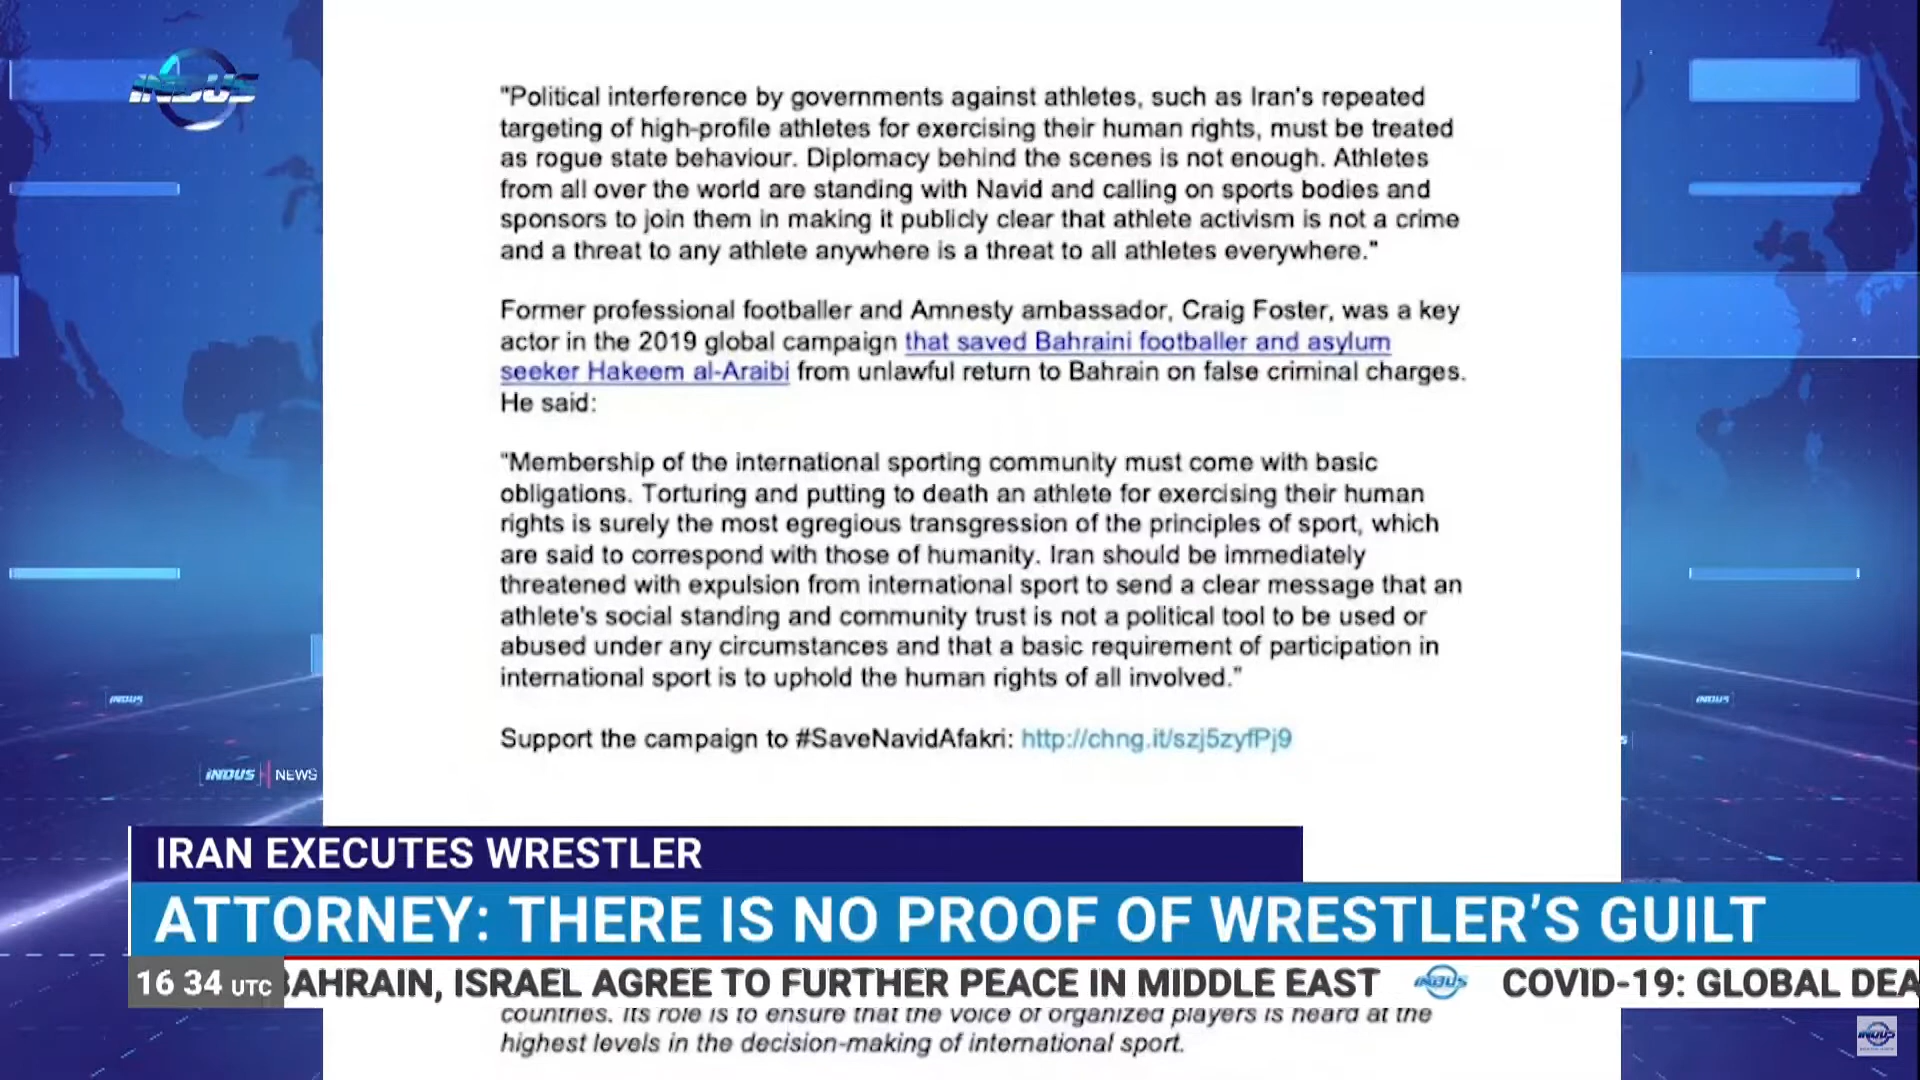 INDUS
"Political interference by governments against athletes, such as Iran's repeated
targeting of high-profile athletes for exercising their human rights, must be treated
as rogue state behaviour. Diplomacy behind the scenes is not enough. Athletes
from all over the world are standing with Navid and calling on sports bodies and
sponsors to join them in making it publicly clear that athlete activism is not a crime
and a threat to any athlete anywhere is a threat to all athletes everywhere."
Former professional footballer and Amnesty ambassador, Craig Foster, was a key
actor in the 2019 global campaign that saved Bahraini footballer and asylum
seeker Hakeem al-Araibi from unlawful return to Bahrain on false criminal charges.
He said:
"Membership of the international sporting community must come with basic
obligations. Torturing and putting to death an athlete for exercising their human
rights is surely the most egregious transgression of the principles of sport, which
are said to correspond with those of humanity. Iran should be immediately
threatened with expulsion from international sport to send a clear message that an
athlete's social standing and community trust is not a political tool to be used or
abused under any circumstances and that a basic requirement of participation in
international sport is to uphold the human rights of all involved."
INDUS
INDUS
Support the campaign to #SaveNavidAfakri: http://chng.it/szj5zyfPj9
INDUS NEWS
IRAN EXECUTES WRESTLER
ATTORNEY: THERE IS NO PROOF OF WRESTLER'S GUILT
16 34 UTC
BAHRAIN, ISRAEL AGREE TO FURTHER PEACE IN MIDDLE EAST INDUS COVID-19: GLOBAL DEA
countries. Its role is to ensure that the voice of organized players is heard at the
highest levels in the decision-making of international sport.
INDUS